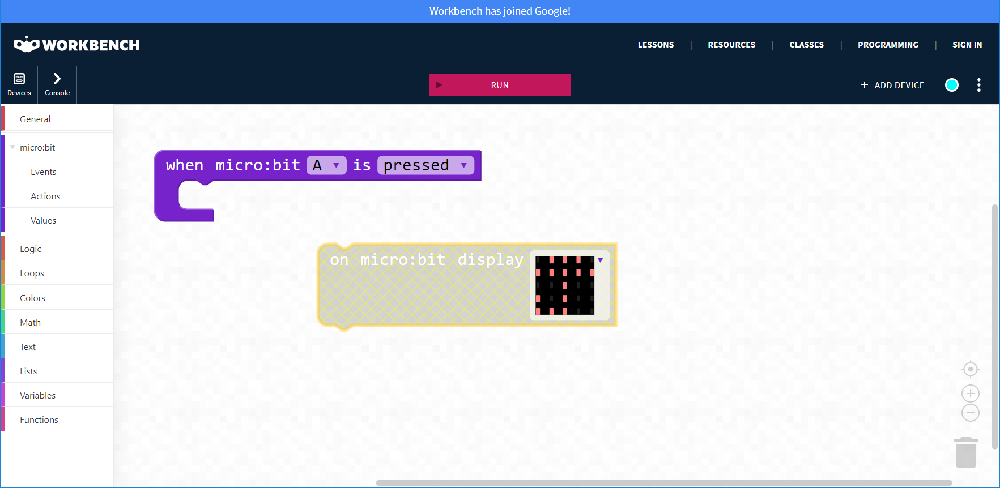 Workbench has joined Google!
WORKBENCH
LESSONS | RESOURCES | CLASSES | PROGRAMMING | SIGN IN
Devices
Console
RUN
+ ADD DEVICE
General
micro:bit
Events
Actions
Values
Logic
Loops
Colors
Math
Text
Lists
Variables
Functions
when micro:bit A is pressed
on micro:bit display